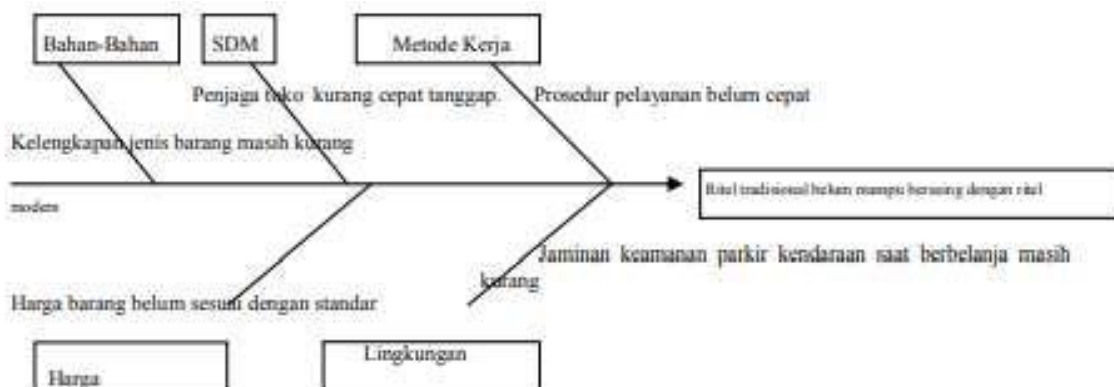 Bahan-Bahan
SDM
Metode Kerja
Penjaga toko kurang cepat tanggap.
Prosedur pelayanan belum cepat
Kelengkapan jenis barang masih kurang
Ritel tradisional belum mampu bersaing dengan ritel
modern
Jaminan keamanan parkir kendaraan saat berbelanja masih
kurang
Harga barang belum sesuai dengan standar
Lingkungan
Harga